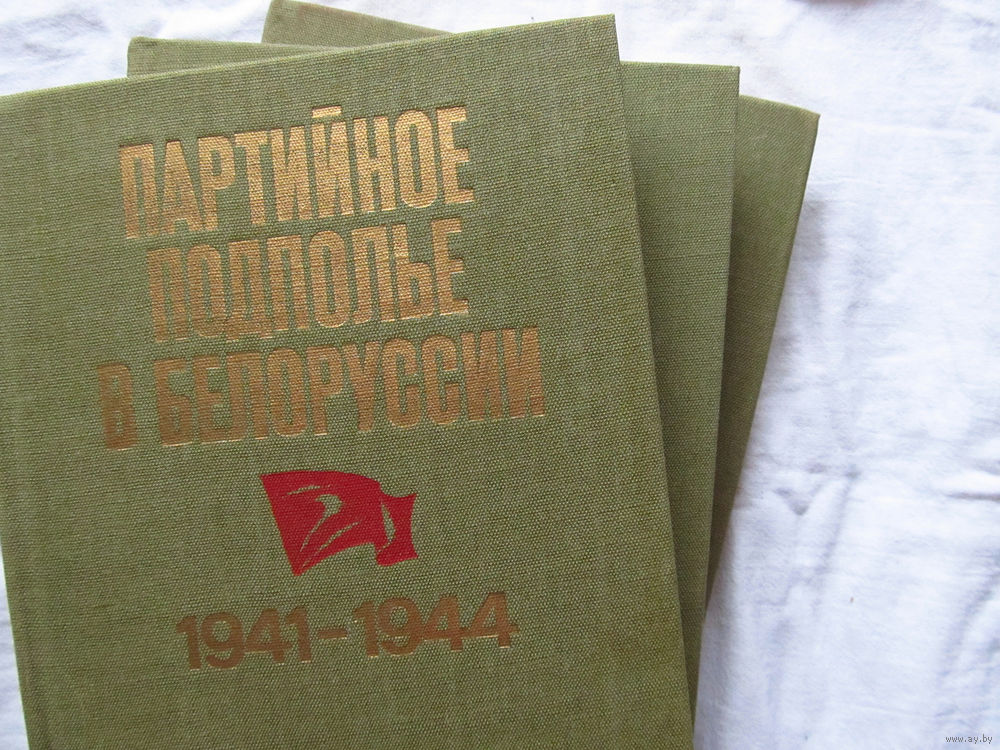 ПАРТИЙНОЕ
ПОДПОЛЬЕ
В БЕЛОРУССИИ
1941-1944
www.ay.by